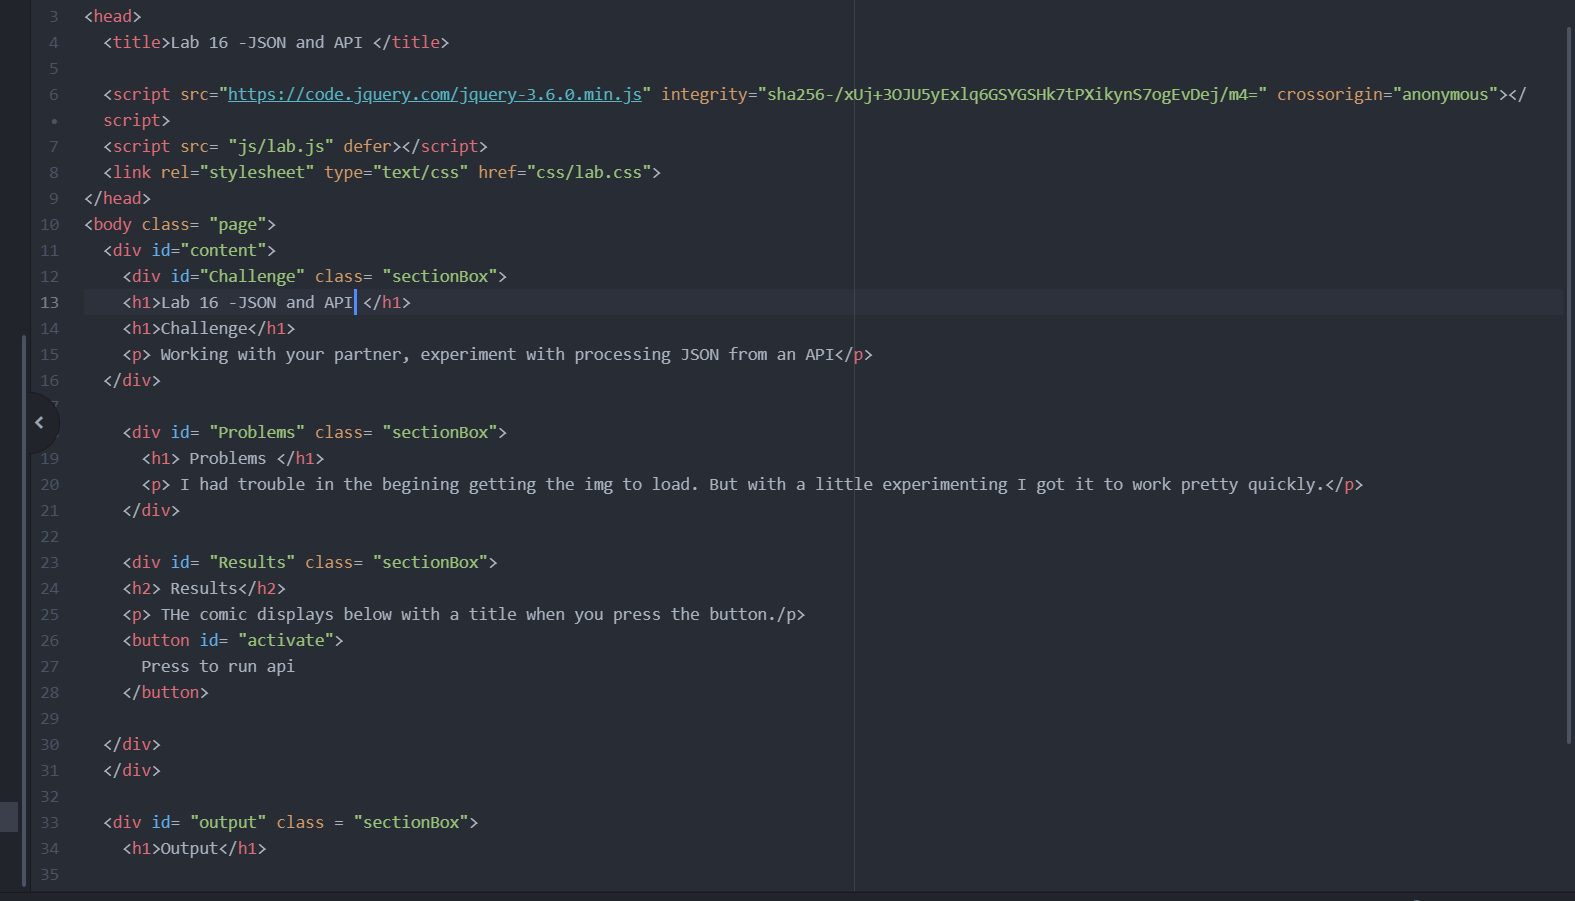 3 <head>
4 <title>Lab 16 -JSON and API </title>
5
6 <script src="https://code.jquery.com/jquery-3.6.0.min.js" integrity="sha256-/xUj+3OJU5yExlq6GSYGSHk7tPXikynS7ogEvDej/m4=" crossorigin="anonymous"></
• script>
7 <script src= "js/lab.js" defer></script>
8 <link rel="stylesheet" type="text/css" href="css/lab.css">
9 </head>
10 <body class= "page">
11 <div id="content">
12 <div id="Challenge" class= "sectionBox">
13 <h1>Lab 16 -JSON and API </h1>
14 <h1>Challenge</h1>
15 <p> Working with your partner, experiment with processing JSON from an API</p>
16 </div>
<div id= "Problems" class= "sectionBox">
19 <h1> Problems </h1>
20 <p> I had trouble in the begining getting the img to load. But with a little experimenting I got it to work pretty quickly.</p>
21 </div>
22
23 <div id= "Results" class= "sectionBox">
24 <h2> Results</h2>
25 <p> THe comic displays below with a title when you press the button./p>
26 <button id= "activate">
27 Press to run api
28 </button>
29
30 </div>
31 </div>
32
33 <div id= "output" class = "sectionBox">
34 <h1>Output</h1>
35